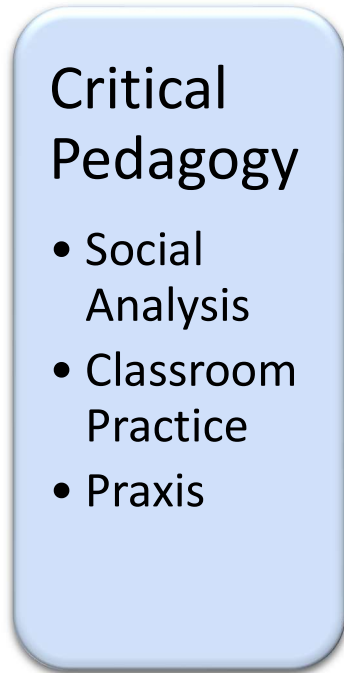 Critical
Pedagogy
• Social
Analysis
• Classroom
Practice
• Praxis